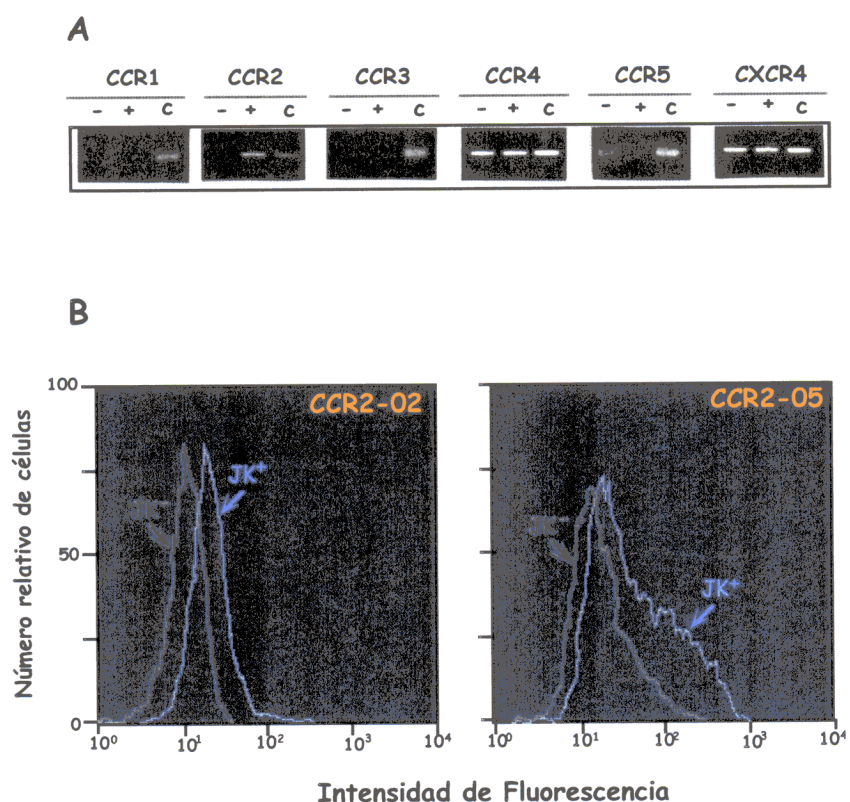 A
CCR1 CCR2 CCR3 CCR4 CCR5 CXCR4
- + C - + C - + C - + C - + C - + C
B
CCR2-02
CCR2-05
JK+
JK+
Número relativo de células
100
50
0
10⁰ 10¹ 10² 10³ 10⁴
10⁰ 10¹ 10² 10³ 10⁴
Intensidad de Fluorescencia